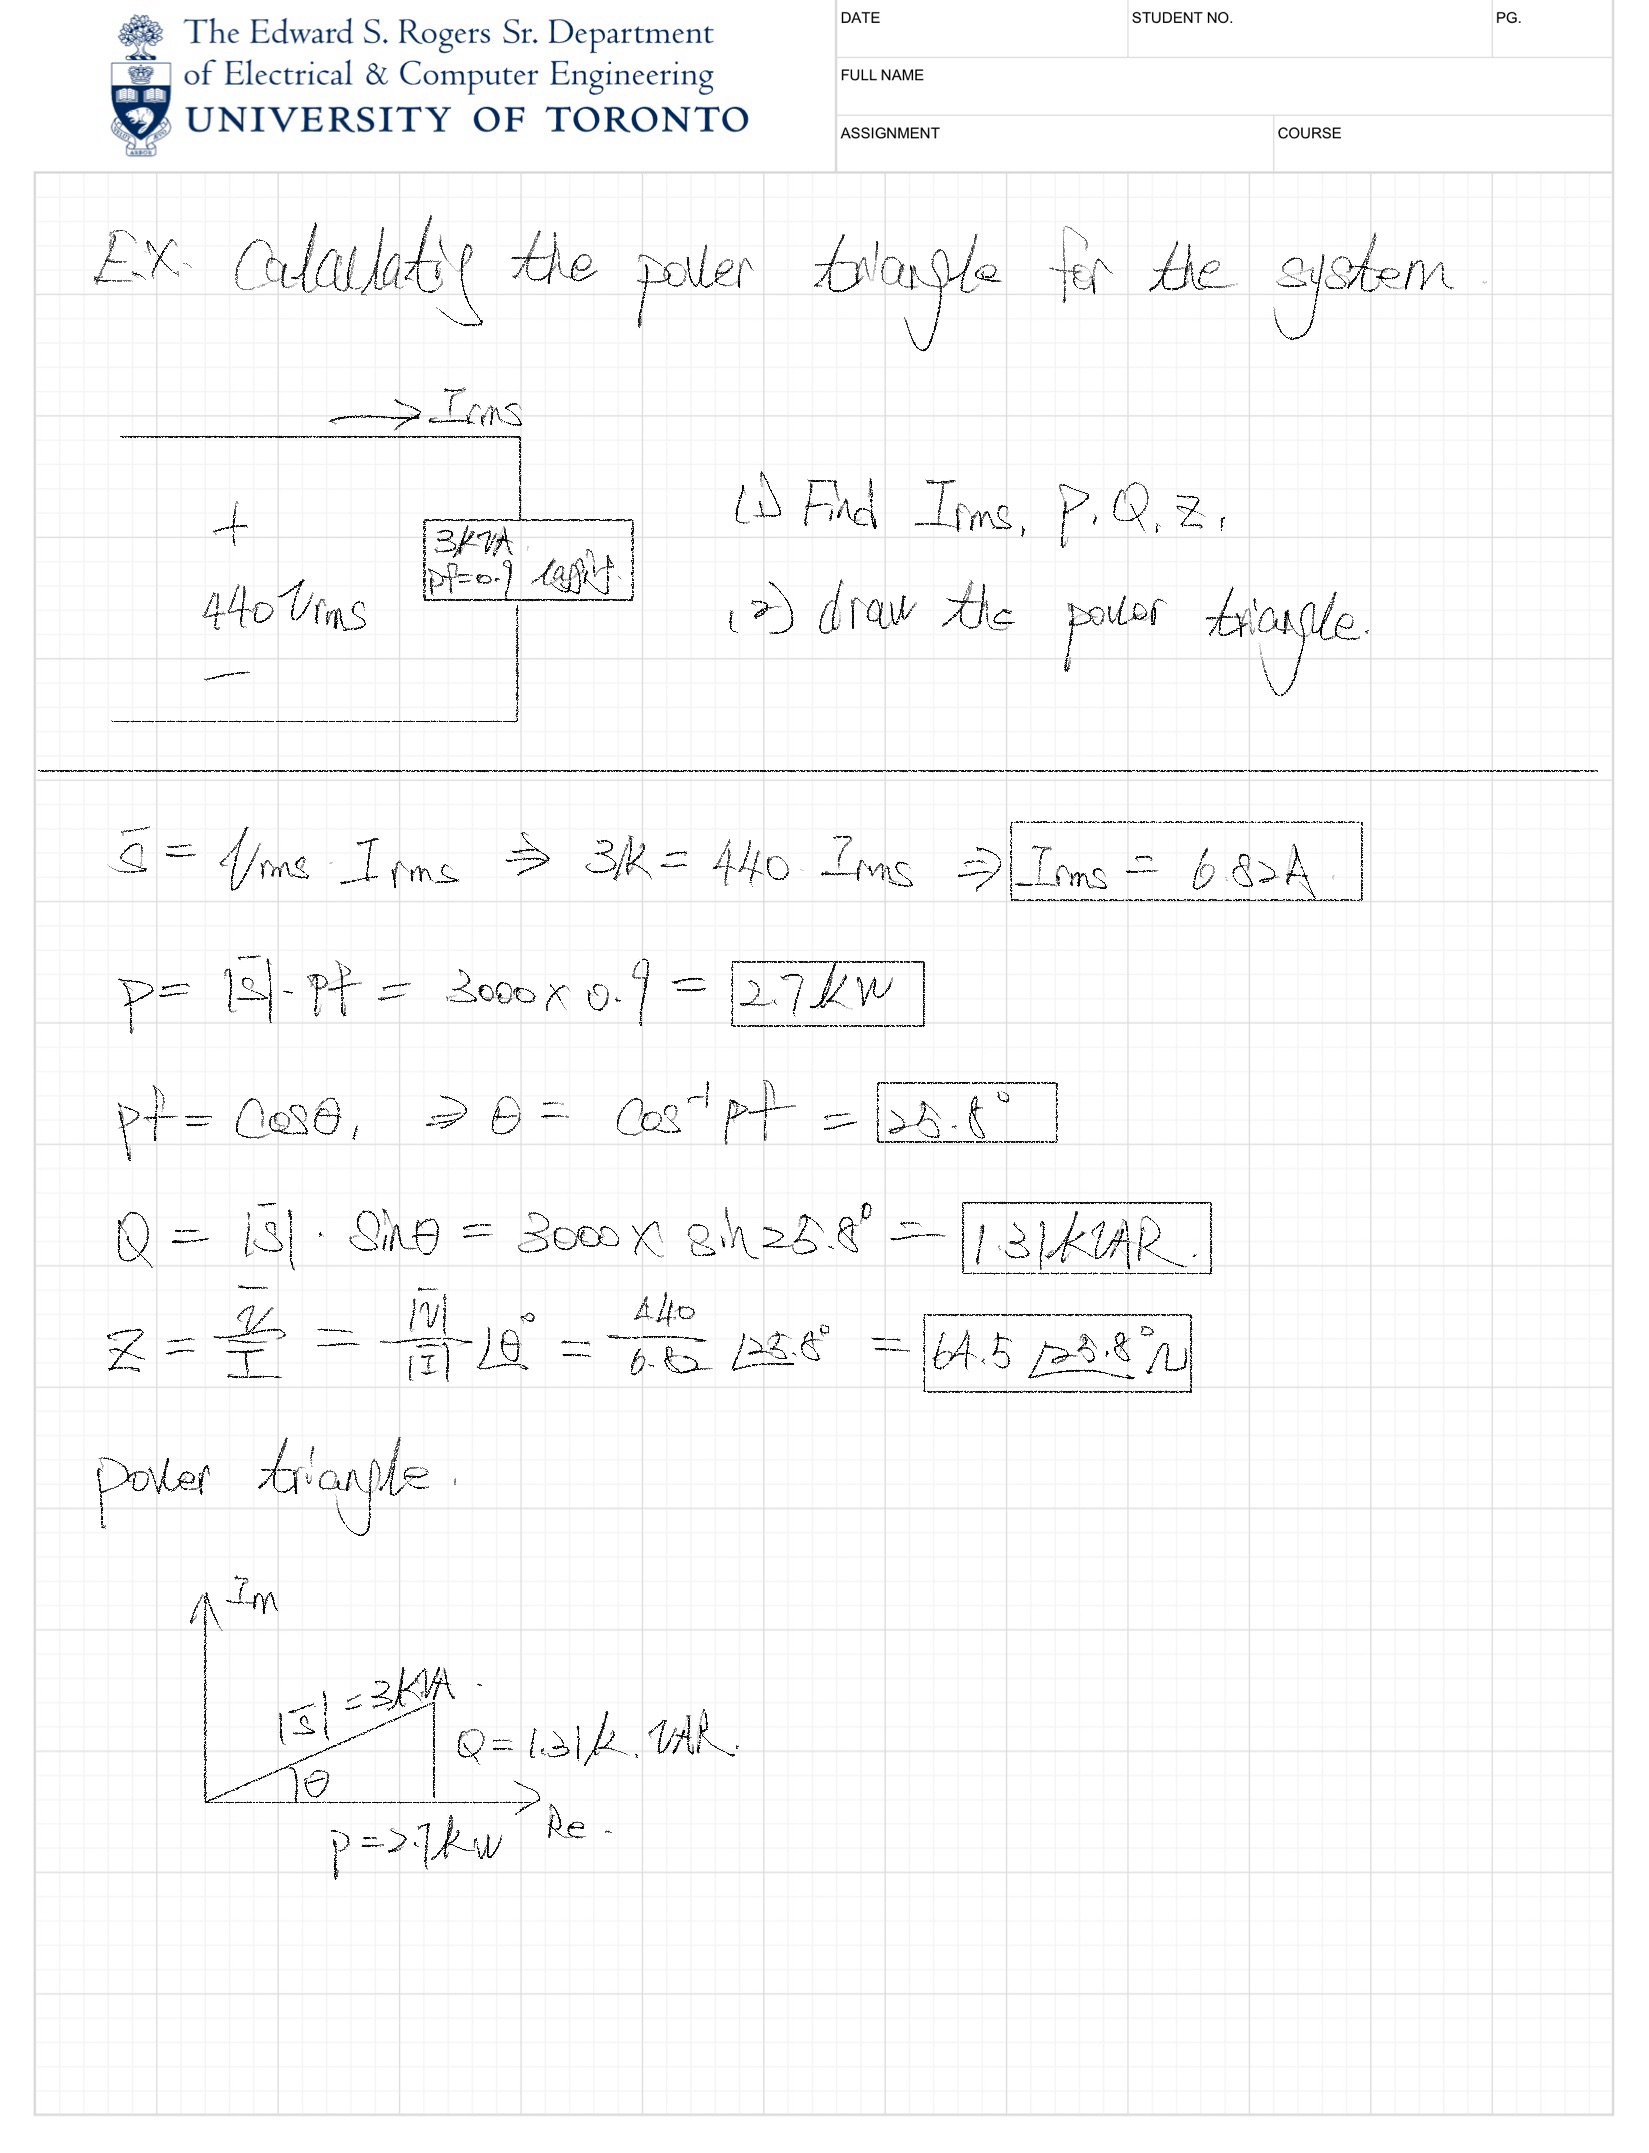 The Edward S. Rogers Sr. Department
of Electrical & Computer Engineering
UNIVERSITY OF TORONTO
DATE
STUDENT NO.
PG.
FULL NAME
ASSIGNMENT
COURSE
Ex. Calculatig the power triangle for the system.
→ Irms
+
440Vrms
−
3kVA
pf=0.9 lagging.
(1) Find Irms, P, Q, Z,
(2) draw the power triangle.
S̄ = Vrms · Irms ⇒ 3k = 440 · Irms ⇒ Irms = 6.82A.
P = |S̄| · Pf = 3000 × 0.9 = 2.7kW
Pf = cosθ, ⇒ θ = cos⁻¹ Pf = 25.8°
Q = |S̄| · sinθ = 3000 × sin25.8° = 1.31kVAR.
Z = V̄/Ī = |V̄|/|Ī| ∠θ° = 440/6.82 ∠25.8° = 64.5 ∠25.8° Ω
power triangle.
Im
|S̄| = 3kVA.
Q = 1.31k. VAR.
θ
P = 2.7kW
Re.